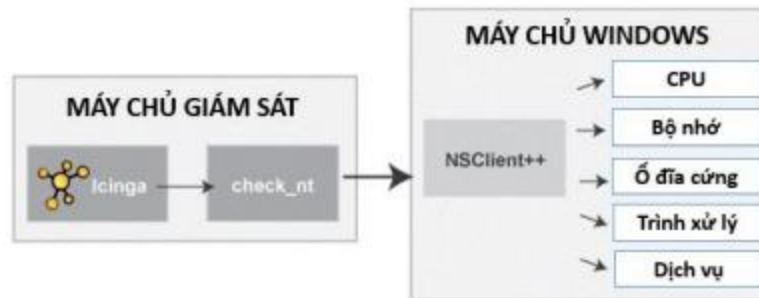 MÁY CHỦ GIÁM SÁT
Icinga
check_nt
MÁY CHỦ WINDOWS
NSClient++
CPU
Bộ nhớ
Ổ đĩa cứng
Trình xử lý
Dịch vụ